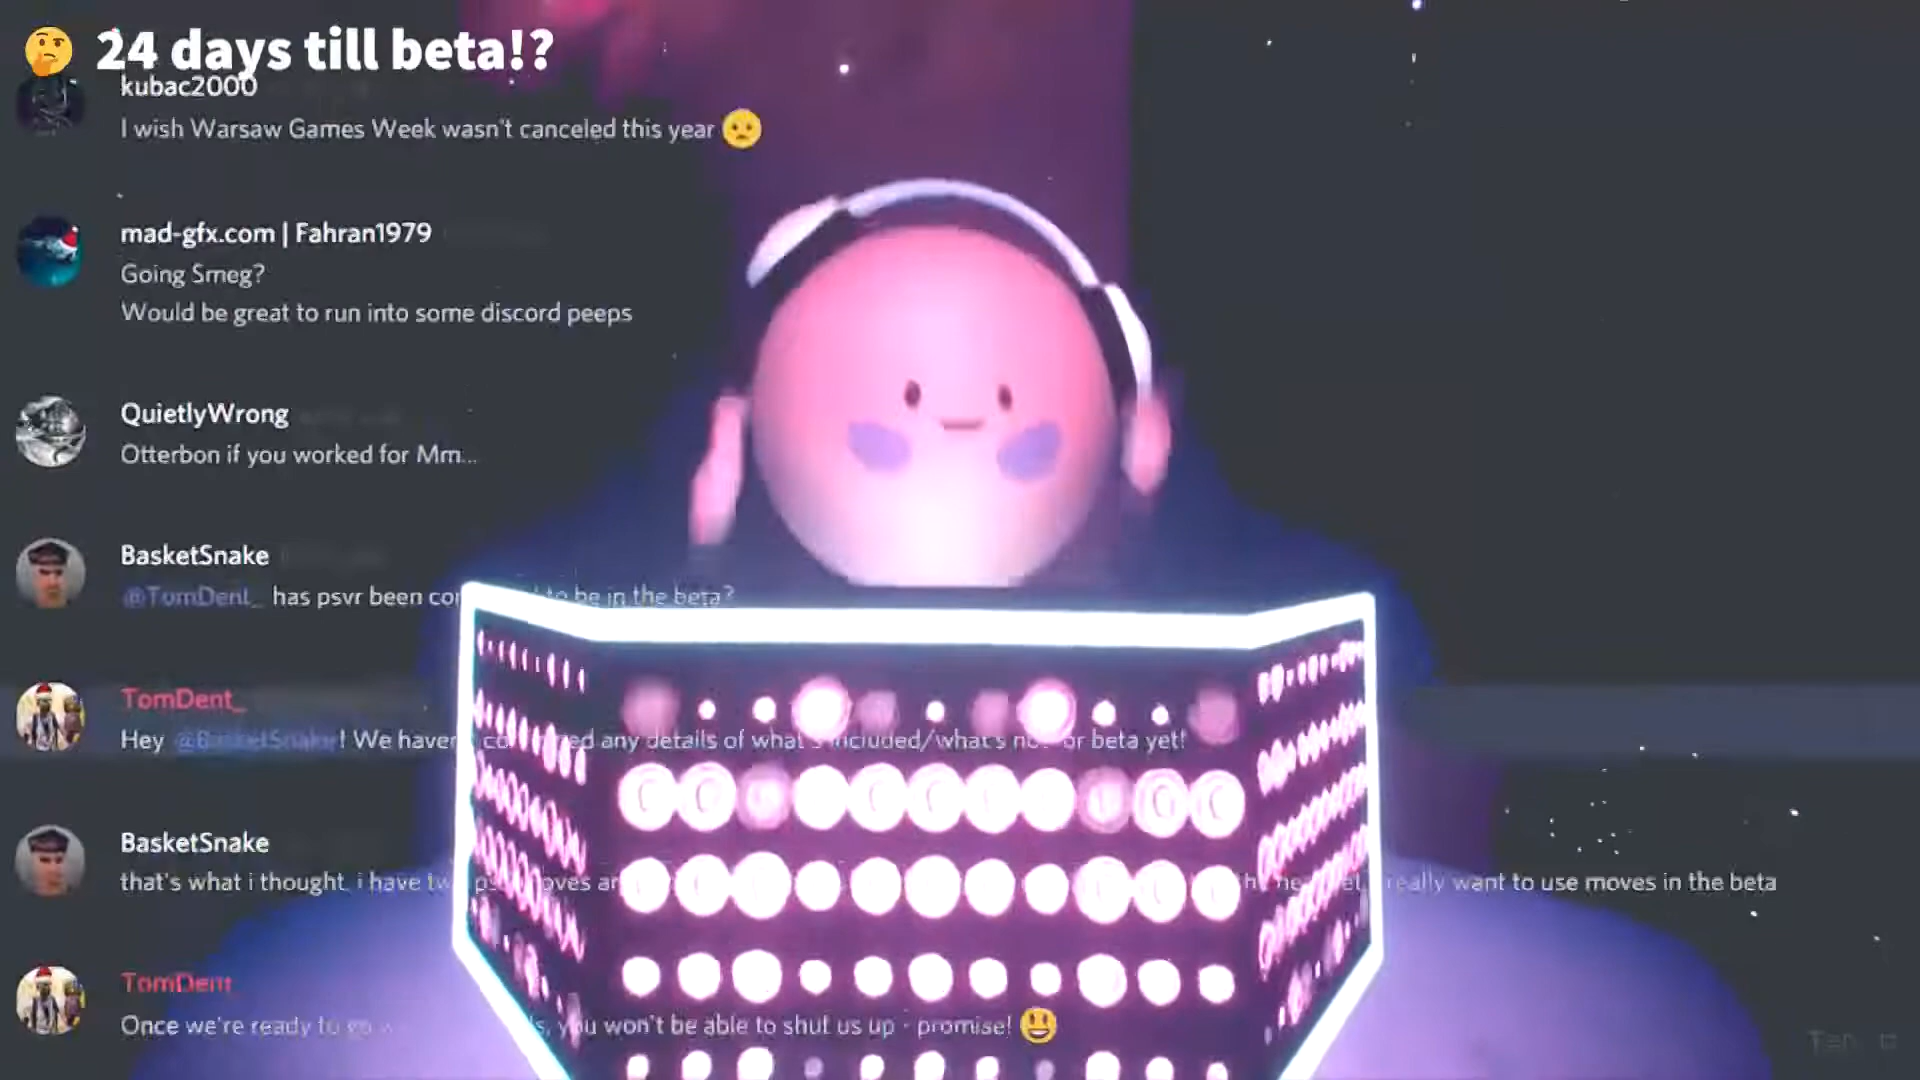 24 days till beta!?
kubac2000
I wish Warsaw Games Week wasn't canceled this year
mad-gfx.com | Fahran1979
Going Smeg?
Would be great to run into some discord peeps
QuietlyWrong
Otterbon if you worked for Mm...
BasketSnake
@TomDent_ has psvr been to be in the beta?
TomDent_
Hey @BasketSnake! We any details of what's included/what's beta yet!
BasketSnake
that's what i thought, i have really want to use moves in the beta
TomDent_
Once we're ready to go you won't be able to shut us up - promise!